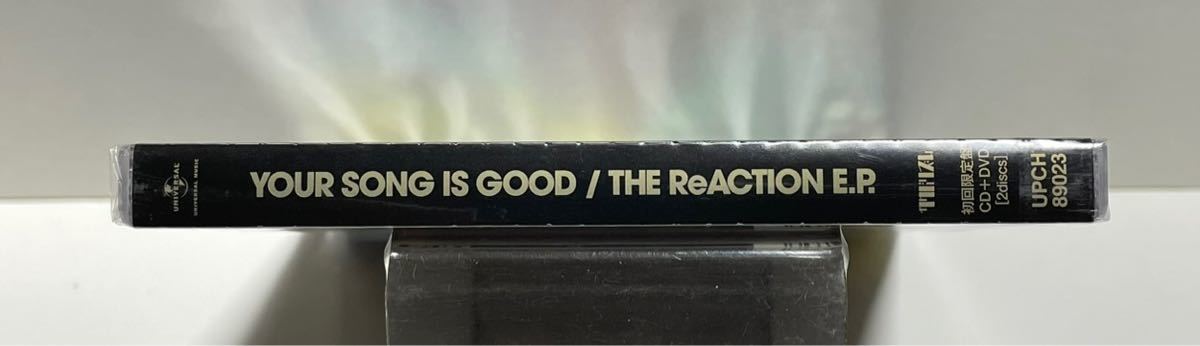 UNIVERSAL
UNIVERSAL MUSIC
YOUR SONG IS GOOD / THE ReACTION E.P.
初回限定盤
CD+DVD
[2discs]
UPCH
89023